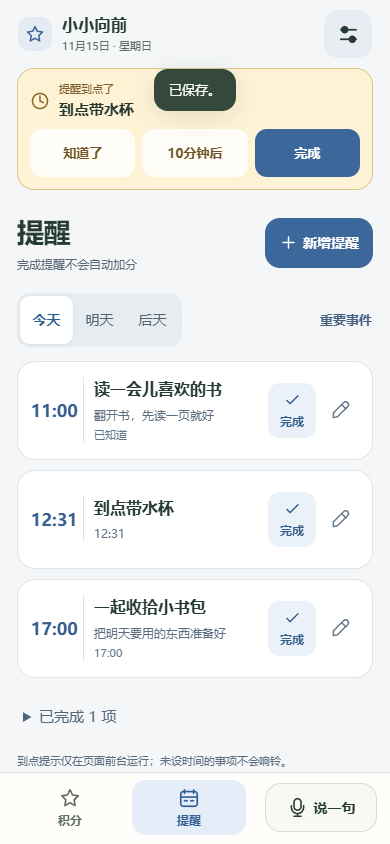 小小向前
11月15日 · 星期日
提醒到点了
到点带水杯
已保存。
知道了
10分钟后
完成
提醒
完成提醒不会自动加分
新增提醒
今天
明天
后天
重要事件
11:00
读一会儿喜欢的书
翻开书，先读一页就好
已知道
完成
12:31
到点带水杯
12:31
完成
17:00
一起收拾小书包
把明天要用的东西准备好
17:00
完成
已完成 1 项
到点提示仅在页面前台运行；未设时间的事项不会响铃。
积分
提醒
说一句